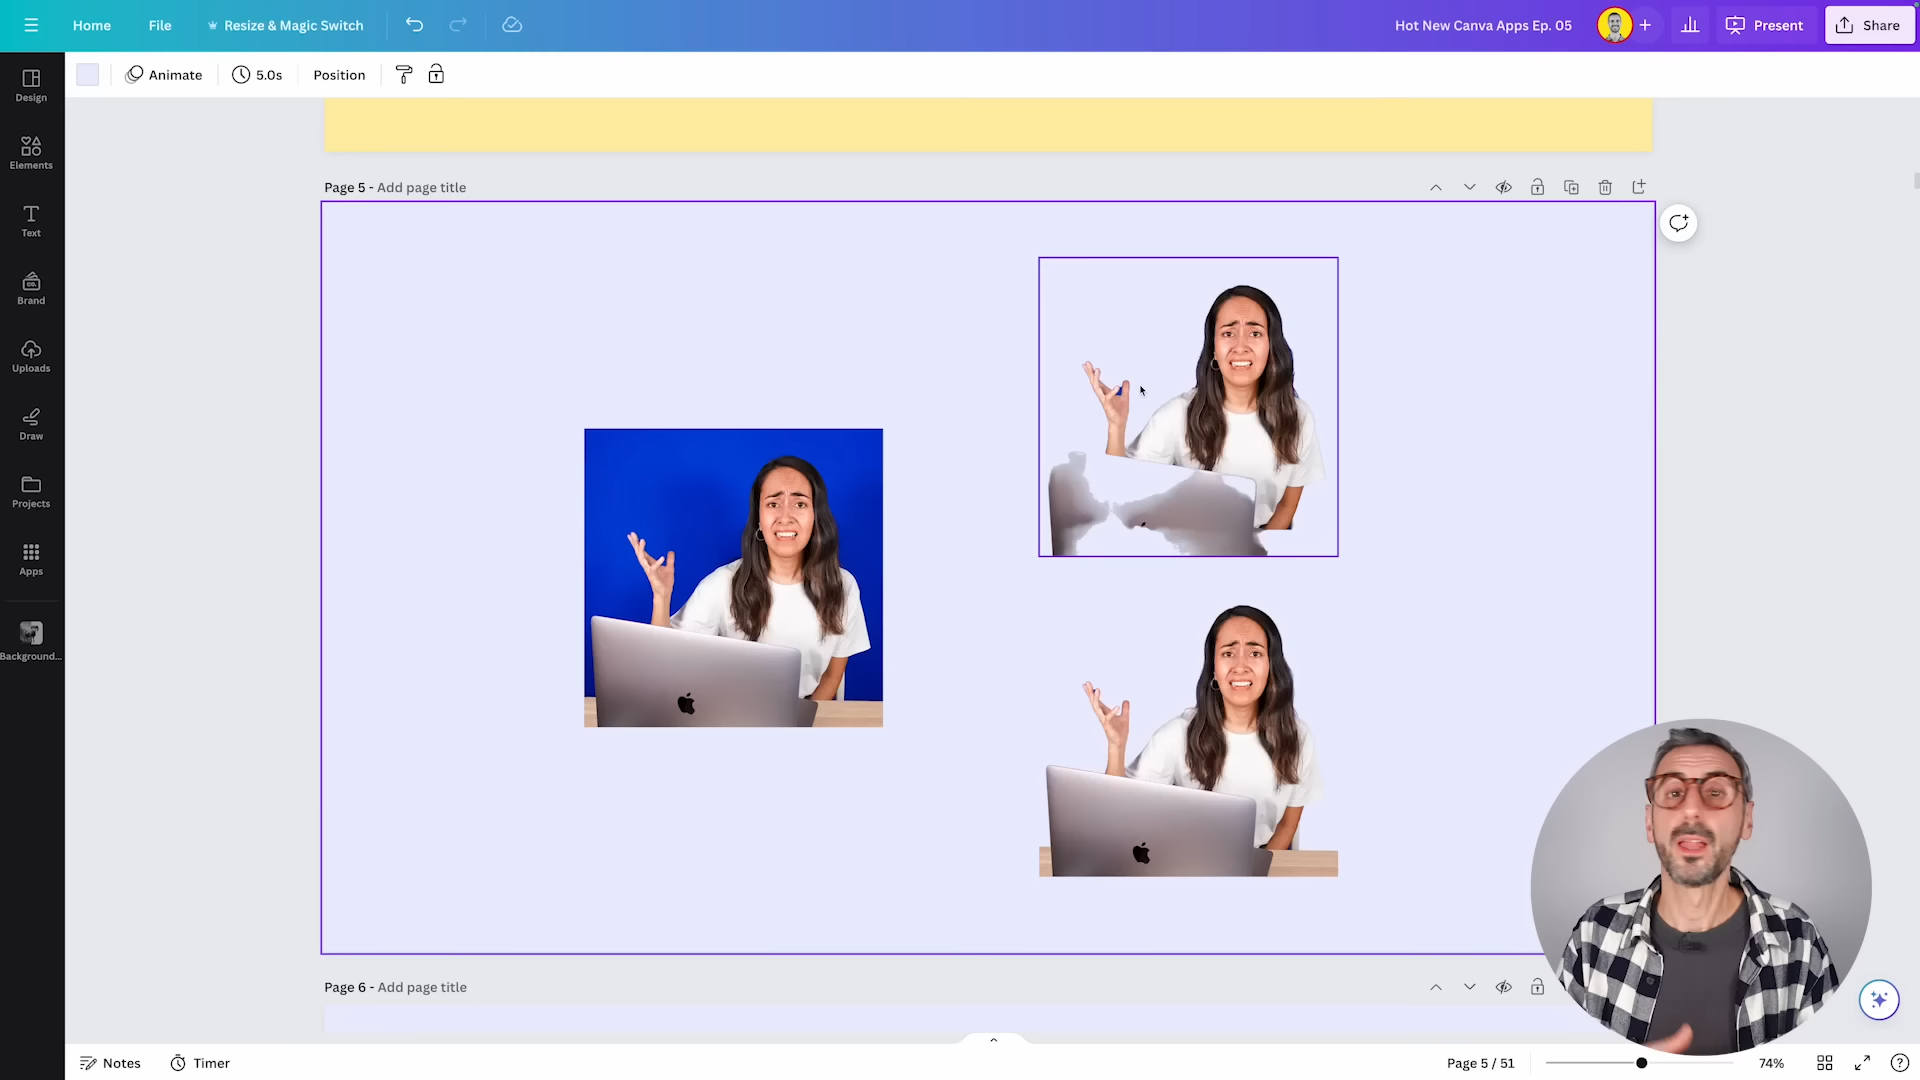 Home
File
Resize & Magic Switch
Hot New Canva Apps Ep. 05
Present
Share
Animate
5.0s
Position
Design
Elements
Text
Brand
Uploads
Draw
Projects
Apps
Background...
Page 5 - Add page title
Page 6 - Add page title
Notes
Timer
Page 5 / 51
74%